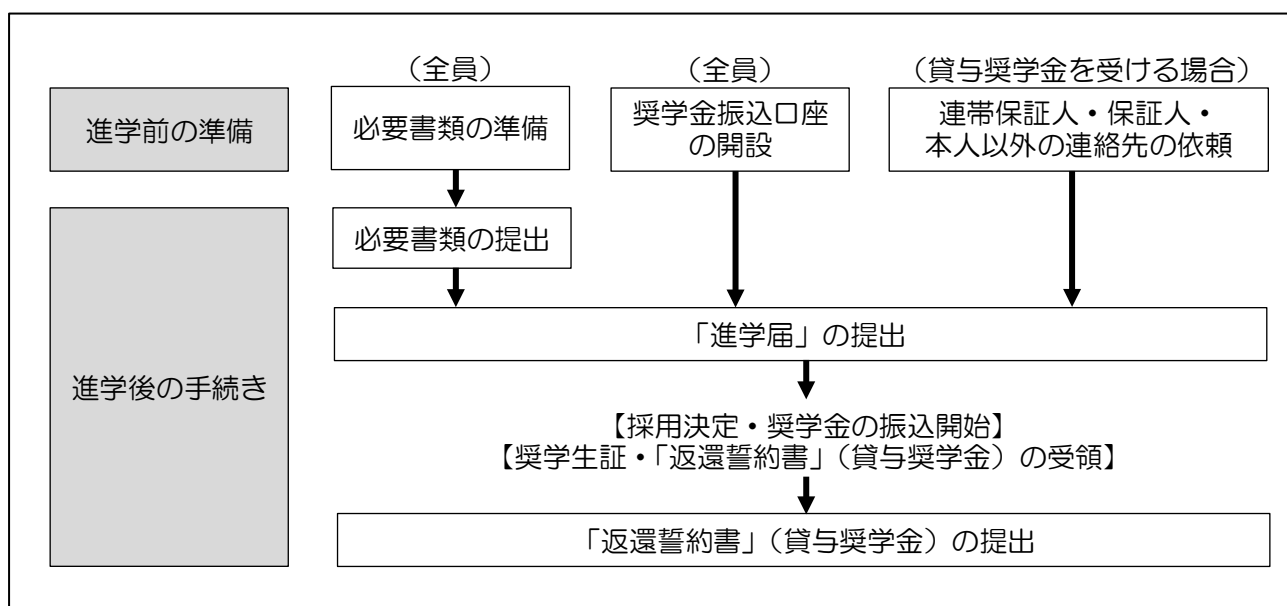 （全員）
（全員）
（貸与奨学金を受ける場合）
進学前の準備
必要書類の準備
奨学金振込口座
の開設
連帯保証人・保証人・
本人以外の連絡先の依頼
進学後の手続き
必要書類の提出
「進学届」の提出
【採用決定・奨学金の振込開始】
【奨学生証・「返還誓約書」（貸与奨学金）の受領】
「返還誓約書」（貸与奨学金）の提出